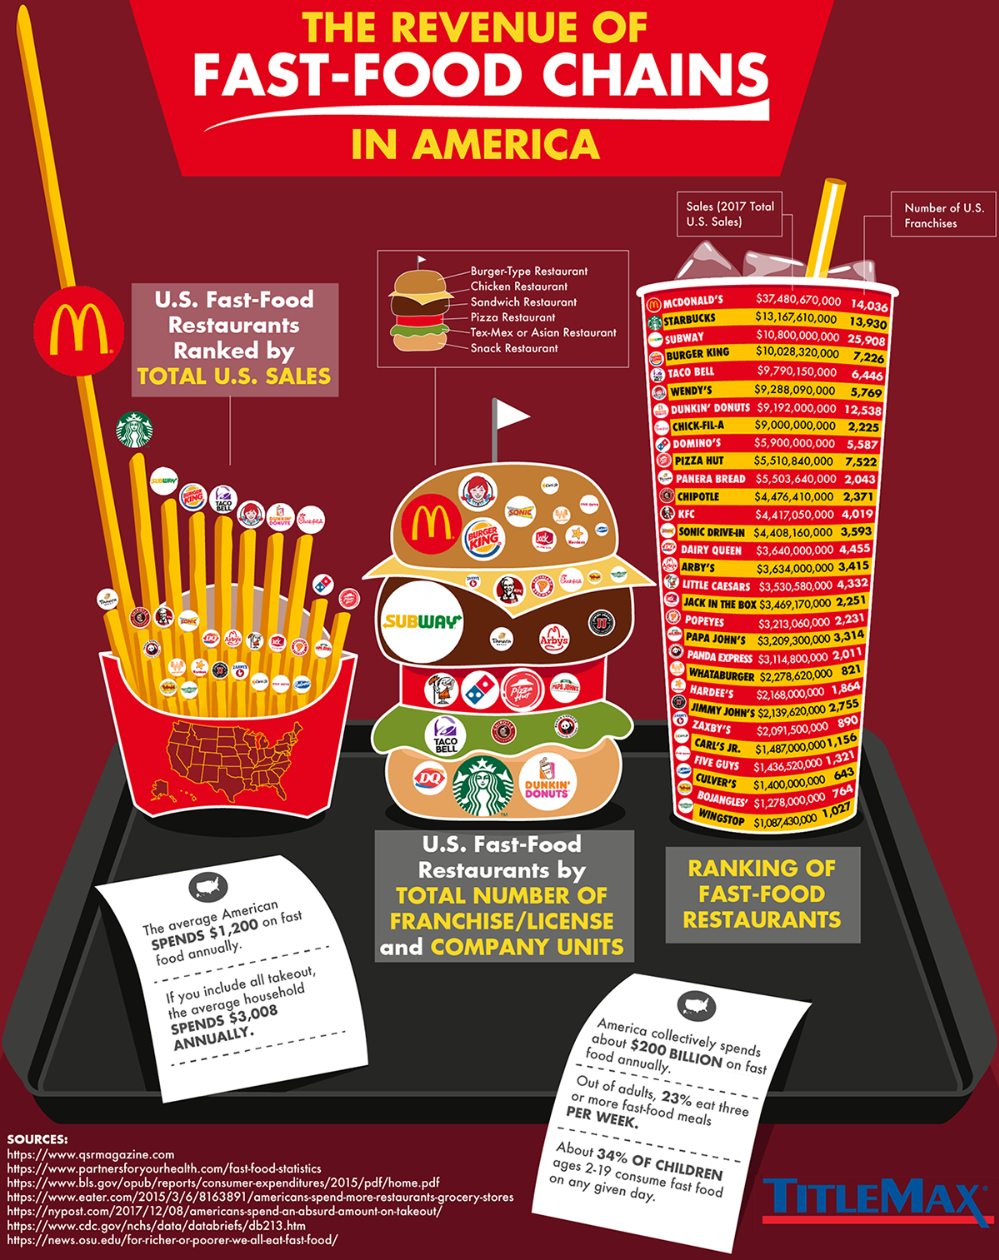 THE REVENUE OF
FAST-FOOD CHAINS
IN AMERICA
Sales (2017 Total
U.S. Sales)
Number of U.S.
Franchises
Burger-Type Restaurant
Chicken Restaurant
Sandwich Restaurant
Pizza Restaurant
Tex-Mex or Asian Restaurant
Snack Restaurant
U.S. Fast-Food
Restaurants
Ranked by
TOTAL U.S. SALES
MCDONALD'S $37,480,670,000 14,036
STARBUCKS $13,167,610,000 13,930
SUBWAY $10,800,000,000 25,908
BURGER KING $10,028,320,000 7,226
TACO BELL $9,790,150,000 6,446
WENDY'S $9,288,090,000 5,769
DUNKIN' DONUTS $9,192,000,000 12,538
CHICK-FIL-A $9,000,000,000 2,225
DOMINO'S $5,900,000,000 5,587
PIZZA HUT $5,510,840,000 7,522
PANERA BREAD $5,503,640,000 2,043
CHIPOTLE $4,476,410,000 2,371
KFC $4,417,050,000 4,019
SONIC DRIVE-IN $4,408,160,000 3,593
DAIRY QUEEN $3,640,000,000 4,455
ARBY'S $3,634,000,000 3,415
LITTLE CAESARS $3,530,580,000 4,332
JACK IN THE BOX $3,469,170,000 2,251
POPEYES $3,213,060,000 2,231
PAPA JOHN'S $3,209,300,000 3,314
PANDA EXPRESS $3,114,800,000 2,011
WHATABURGER $2,278,620,000 821
HARDEE'S $2,168,000,000 1,864
JIMMY JOHN'S $2,139,620,000 2,755
ZAXBY'S $2,091,500,000 890
CARL'S JR. $1,487,000,000 1,156
FIVE GUYS $1,436,520,000 1,321
CULVER'S $1,400,000,000 643
BOJANGLES' $1,278,000,000 764
WINGSTOP $1,087,430,000 1,027
SUBWAY
BURGER
KING
TACO
BELL
DUNKIN'
DONUTS
SONIC
DQ
BURGER
KING
SONIC
Jack
SUBWAY
Panera
Arby's
Pizza
Hut
PAPA JOHNS
TACO
BELL
DQ
DUNKIN'
DONUTS
U.S. Fast-Food
Restaurants by
TOTAL NUMBER OF
FRANCHISE/LICENSE
and COMPANY UNITS
RANKING OF
FAST-FOOD
RESTAURANTS
The average American
SPENDS $1,200 on fast
food annually.
If you include all takeout,
the average household
SPENDS $3,008
ANNUALLY.
America collectively spends
about $200 BILLION on fast
food annually.
Out of adults, 23% eat three
or more fast-food meals
PER WEEK.
About 34% OF CHILDREN
ages 2-19 consume fast food
on any given day.
SOURCES:
https://www.qsrmagazine.com
https://www.partnersforyourhealth.com/fast-food-statistics
https://www.bls.gov/opub/reports/consumer-expenditures/2015/pdf/home.pdf
https://www.eater.com/2015/3/6/8163891/americans-spend-more-restaurants-grocery-stores
https://nypost.com/2017/12/08/americans-spend-an-absurd-amount-on-takeout/
https://www.cdc.gov/nchs/data/databriefs/db213.htm
https://news.osu.edu/for-richer-or-poorer-we-all-eat-fast-food/
TITLEMAX